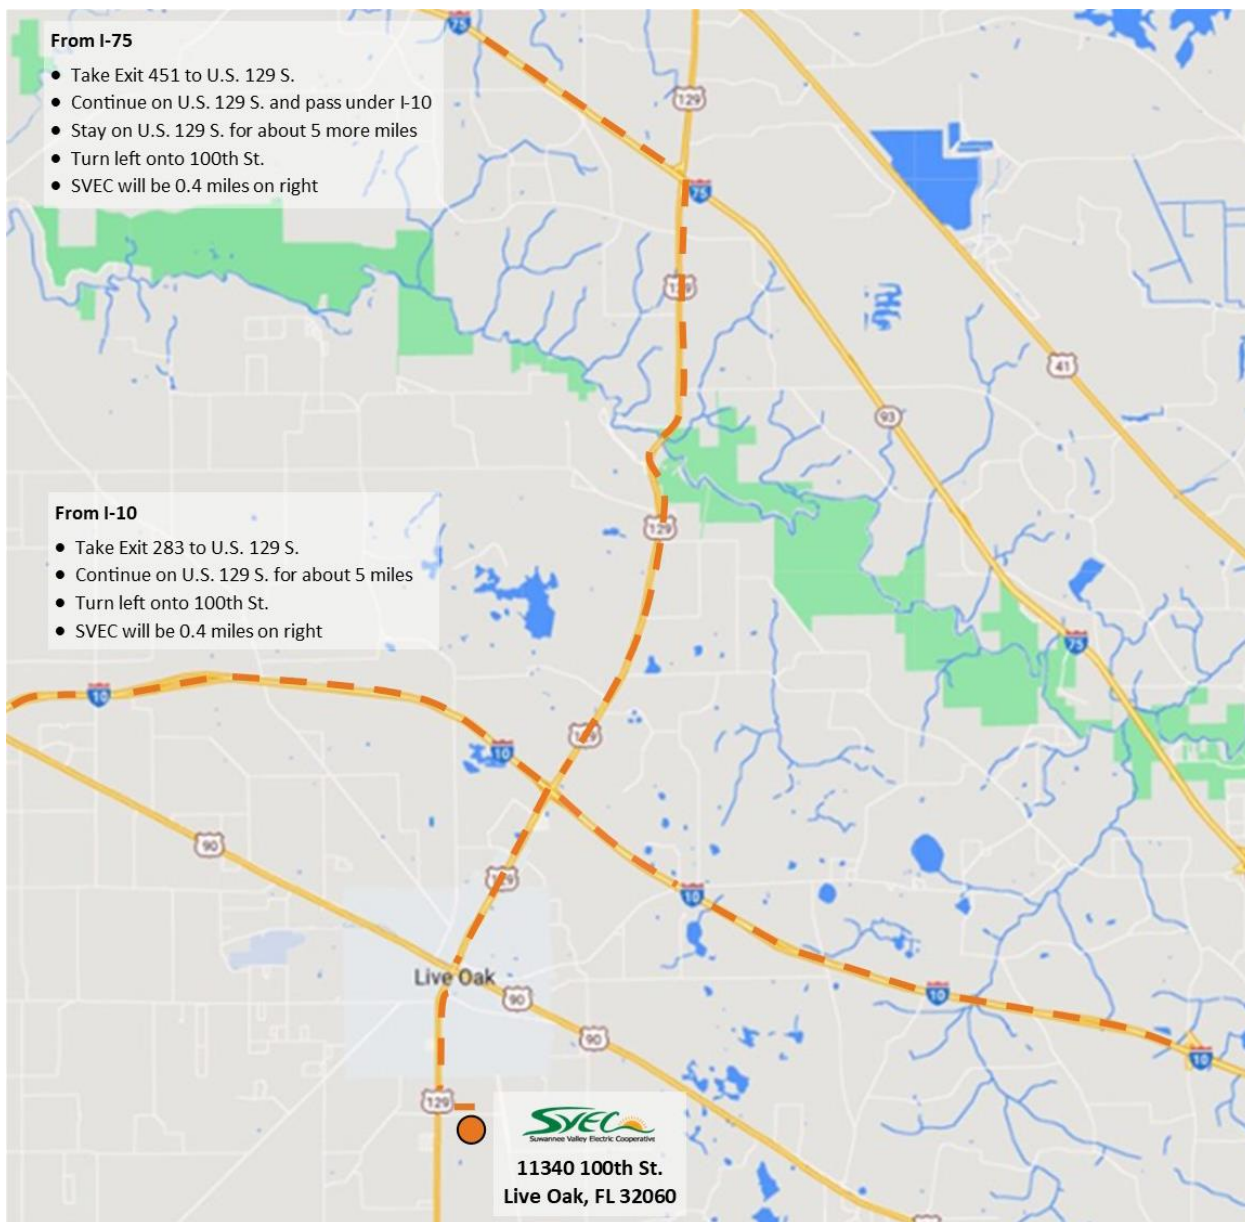 From I-75
• Take Exit 451 to U.S. 129 S.
• Continue on U.S. 129 S. and pass under I-10
• Stay on U.S. 129 S. for about 5 more miles
• Turn left onto 100th St.
• SVEC will be 0.4 miles on right
75
129
75
129
41
93
From I-10
• Take Exit 283 to U.S. 129 S.
• Continue on U.S. 129 S. for about 5 miles
• Turn left onto 100th St.
• SVEC will be 0.4 miles on right
129
75
10
129
10
90
129
10
Live Oak
90
10
90
10
129
SVEC
Suwannee Valley Electric Cooperative
11340 100th St.
Live Oak, FL 32060